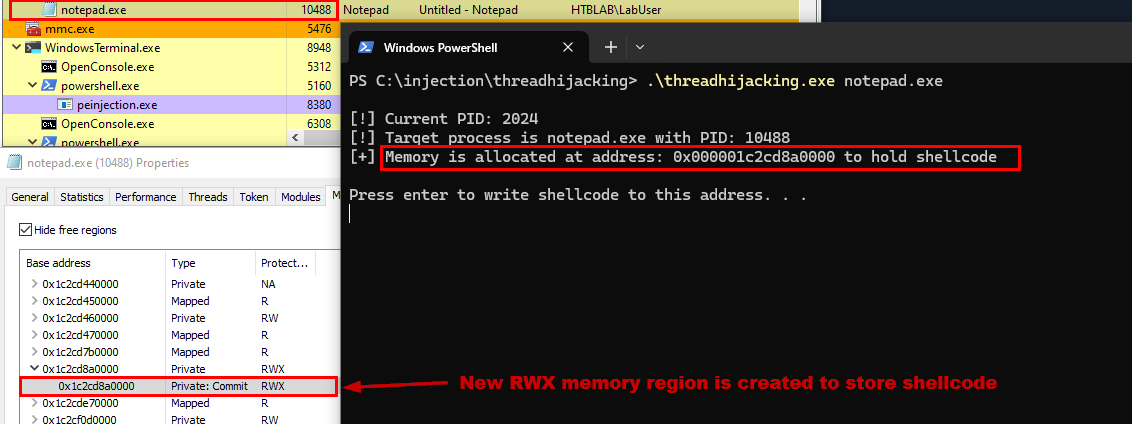 notepad.exe 10488 Notepad Untitled - Notepad HTBLAB\LabUser
mmc.exe 5476
WindowsTerminal.exe 8948
OpenConsole.exe 5312
powershell.exe 5160
peinjection.exe 8380
OpenConsole.exe 6308
powershell.exe
notepad.exe (10488) Properties
General Statistics Performance Threads Token Modules
Hide free regions
Base address Type Protect...
0x1c2cd440000 Private NA
0x1c2cd450000 Mapped R
0x1c2cd460000 Private RW
0x1c2cd470000 Mapped R
0x1c2cd7b0000 Mapped R
0x1c2cd8a0000 Private RWX
0x1c2cd8a0000 Private: Commit RWX
0x1c2cde70000 Mapped R
0x1c2cf0d0000 Private RW
Windows PowerShell
PS C:\injection\threadhijacking> .\threadhijacking.exe notepad.exe
[!] Current PID: 2024
[!] Target process is notepad.exe with PID: 10488
[+] Memory is allocated at address: 0x000001c2cd8a0000 to hold shellcode
Press enter to write shellcode to this address. . .
New RWX memory region is created to store shellcode